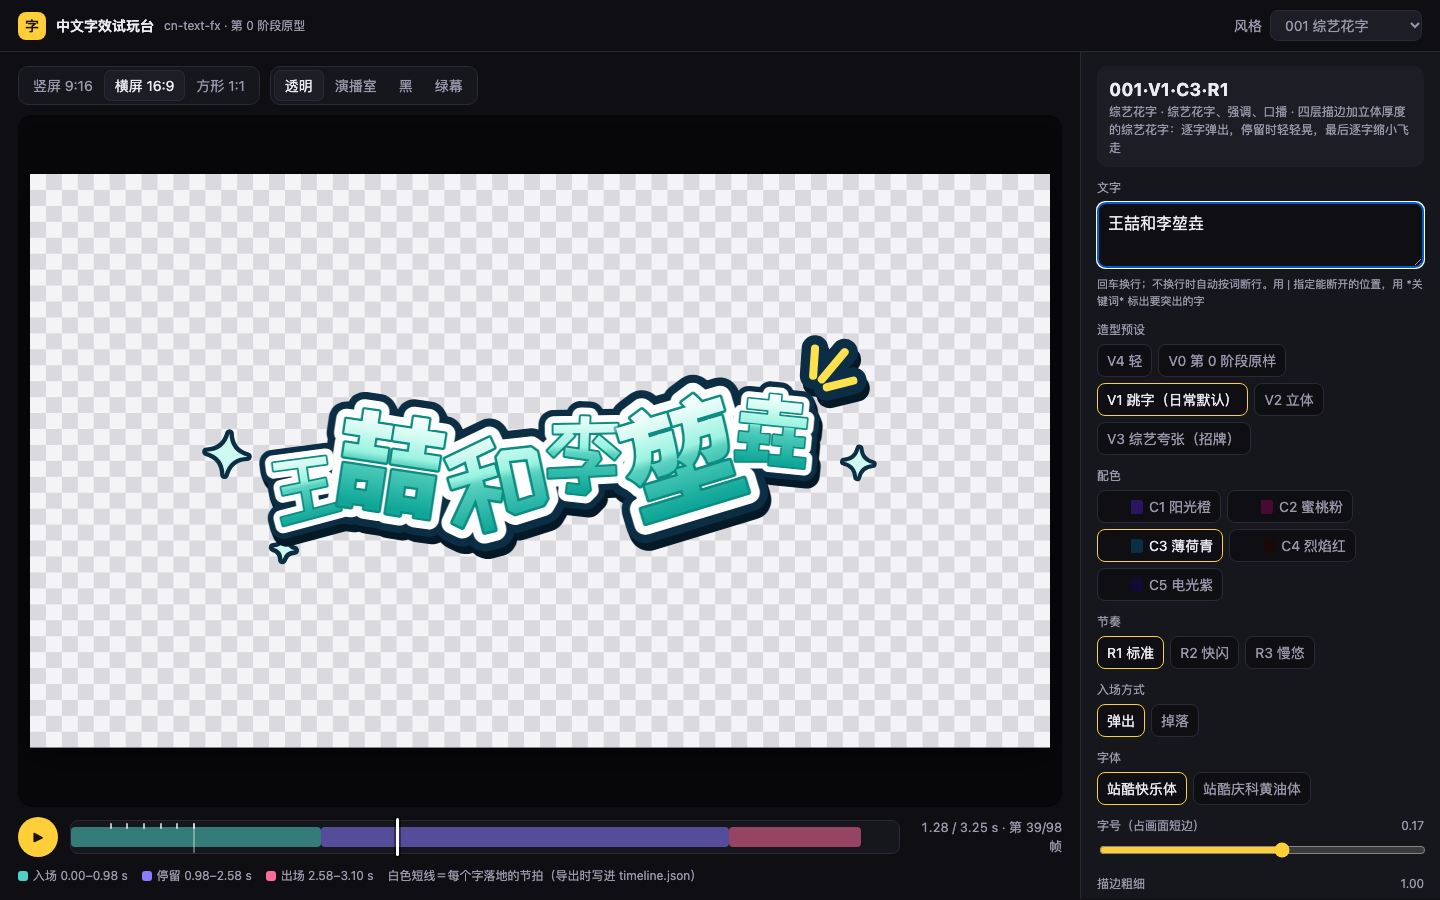 字 中文字效试玩台 cn-text-fx · 第 0 阶段原型
风格 001 综艺花字
竖屏 9:16 横屏 16:9 方形 1:1 透明 演播室 黑 绿幕
王喆和李堃垚
1.28 / 3.25 s · 第 39/98
帧
入场 0.00–0.98 s 停留 0.98–2.58 s 出场 2.58–3.10 s 白色短线＝每个字落地的节拍（导出时写进 timeline.json）
001·V1·C3·R1
综艺花字 · 综艺花字、强调、口播 · 四层描边加立体厚度
的综艺花字：逐字弹出，停留时轻轻晃，最后逐字缩小飞
走
文字
王喆和李堃垚
回车换行；不换行时自动按词断行。用 | 指定能断开的位置，用 *关
键词* 标出要突出的字
造型预设
V4 轻 V0 第 0 阶段原样
V1 跳字（日常默认） V2 立体
V3 综艺夸张（招牌）
配色
C1 阳光橙 C2 蜜桃粉
C3 薄荷青 C4 烈焰红
C5 电光紫
节奏
R1 标准 R2 快闪 R3 慢悠
入场方式
弹出 掉落
字体
站酷快乐体 站酷庆科黄油体
字号（占画面短边） 0.17
描边粗细 1.00